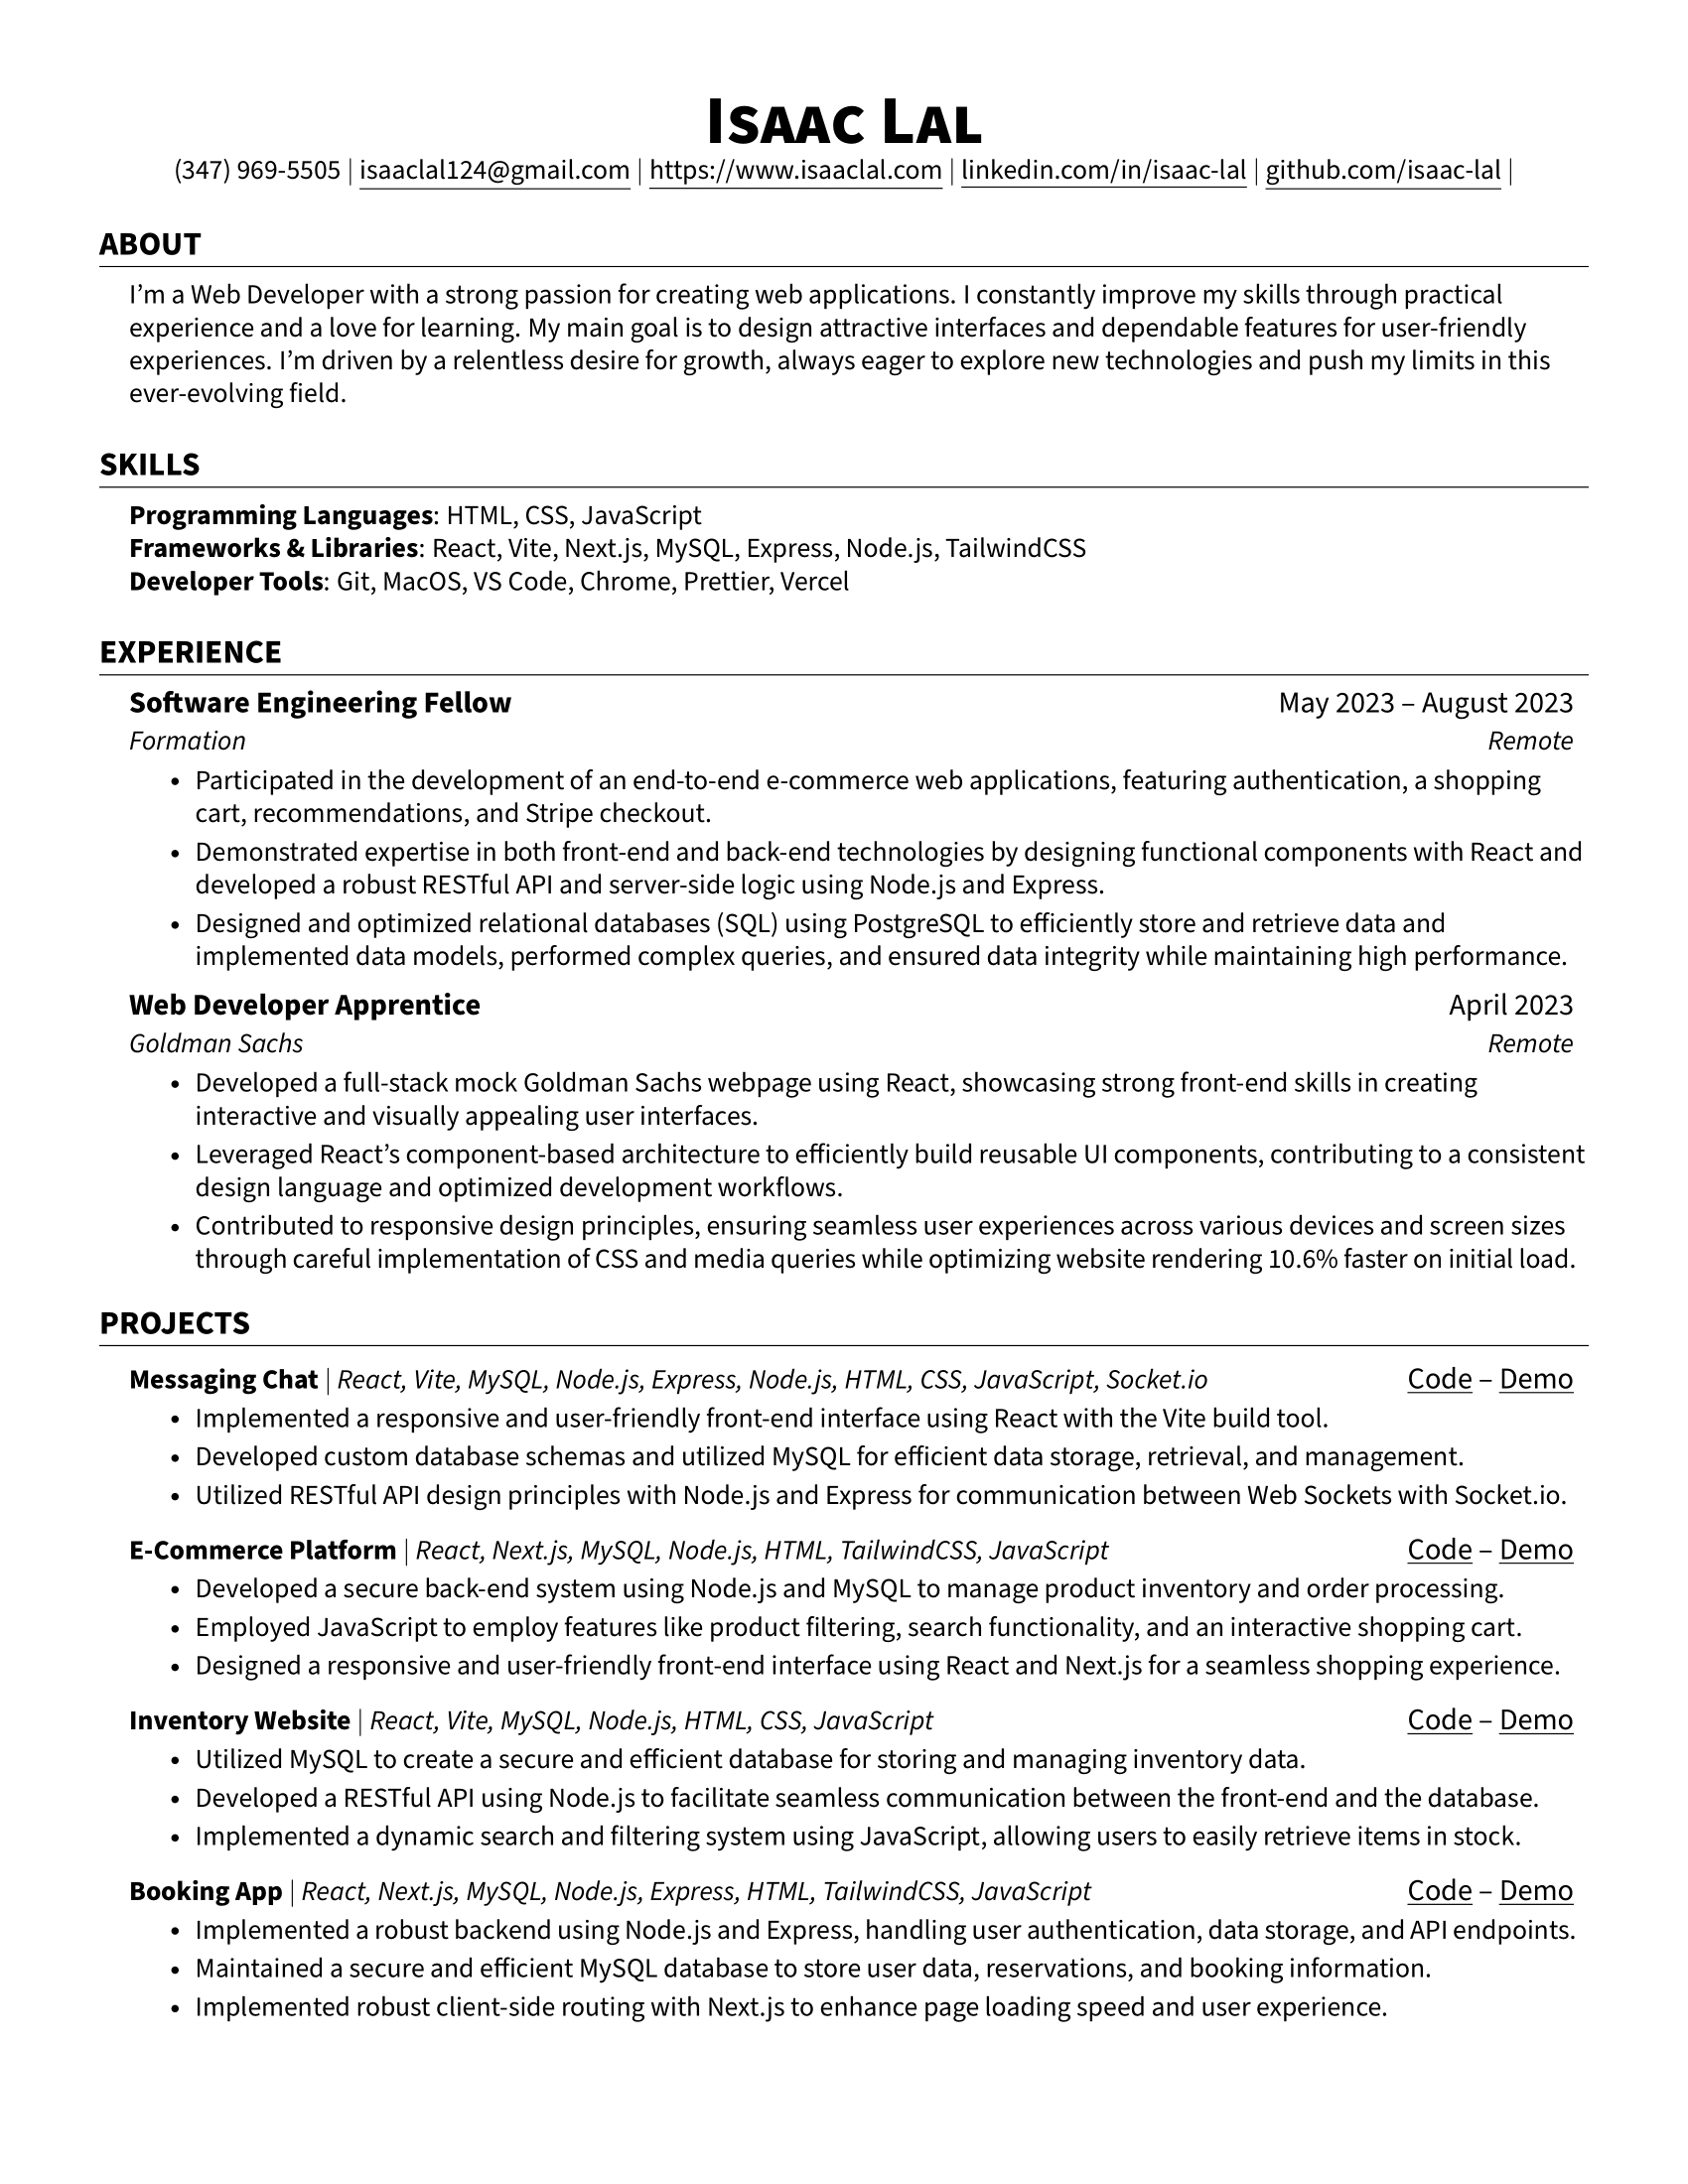 Isaac Lal
(347) 969-5505 | isaaclal124@gmail.com | https://www.isaaclal.com | linkedin.com/in/isaac-lal | github.com/isaac-lal |
ABOUT
I’m a Web Developer with a strong passion for creating web applications. I constantly improve my skills through practical
experience and a love for learning. My main goal is to design attractive interfaces and dependable features for user-friendly
experiences. I’m driven by a relentless desire for growth, always eager to explore new technologies and push my limits in this
ever-evolving field.
SKILLS
Programming Languages: HTML, CSS, JavaScript
Frameworks & Libraries: React, Vite, Next.js, MySQL, Express, Node.js, TailwindCSS
Developer Tools: Git, MacOS, VS Code, Chrome, Prettier, Vercel
EXPERIENCE
Software Engineering Fellow May 2023 – August 2023
Formation Remote
• Participated in the development of an end-to-end e-commerce web applications, featuring authentication, a shopping
cart, recommendations, and Stripe checkout.
• Demonstrated expertise in both front-end and back-end technologies by designing functional components with React and
developed a robust RESTful API and server-side logic using Node.js and Express.
• Designed and optimized relational databases (SQL) using PostgreSQL to efficiently store and retrieve data and
implemented data models, performed complex queries, and ensured data integrity while maintaining high performance.
Web Developer Apprentice April 2023
Goldman Sachs Remote
• Developed a full-stack mock Goldman Sachs webpage using React, showcasing strong front-end skills in creating
interactive and visually appealing user interfaces.
• Leveraged React’s component-based architecture to efficiently build reusable UI components, contributing to a consistent
design language and optimized development workflows.
• Contributed to responsive design principles, ensuring seamless user experiences across various devices and screen sizes
through careful implementation of CSS and media queries while optimizing website rendering 10.6% faster on initial load.
PROJECTS
Messaging Chat | React, Vite, MySQL, Node.js, Express, Node.js, HTML, CSS, JavaScript, Socket.io Code – Demo
• Implemented a responsive and user-friendly front-end interface using React with the Vite build tool.
• Developed custom database schemas and utilized MySQL for efficient data storage, retrieval, and management.
• Utilized RESTful API design principles with Node.js and Express for communication between Web Sockets with Socket.io.
E-Commerce Platform | React, Next.js, MySQL, Node.js, HTML, TailwindCSS, JavaScript Code – Demo
• Developed a secure back-end system using Node.js and MySQL to manage product inventory and order processing.
• Employed JavaScript to employ features like product filtering, search functionality, and an interactive shopping cart.
• Designed a responsive and user-friendly front-end interface using React and Next.js for a seamless shopping experience.
Inventory Website | React, Vite, MySQL, Node.js, HTML, CSS, JavaScript Code – Demo
• Utilized MySQL to create a secure and efficient database for storing and managing inventory data.
• Developed a RESTful API using Node.js to facilitate seamless communication between the front-end and the database.
• Implemented a dynamic search and filtering system using JavaScript, allowing users to easily retrieve items in stock.
Booking App | React, Next.js, MySQL, Node.js, Express, HTML, TailwindCSS, JavaScript Code – Demo
• Implemented a robust backend using Node.js and Express, handling user authentication, data storage, and API endpoints.
• Maintained a secure and efficient MySQL database to store user data, reservations, and booking information.
• Implemented robust client-side routing with Next.js to enhance page loading speed and user experience.